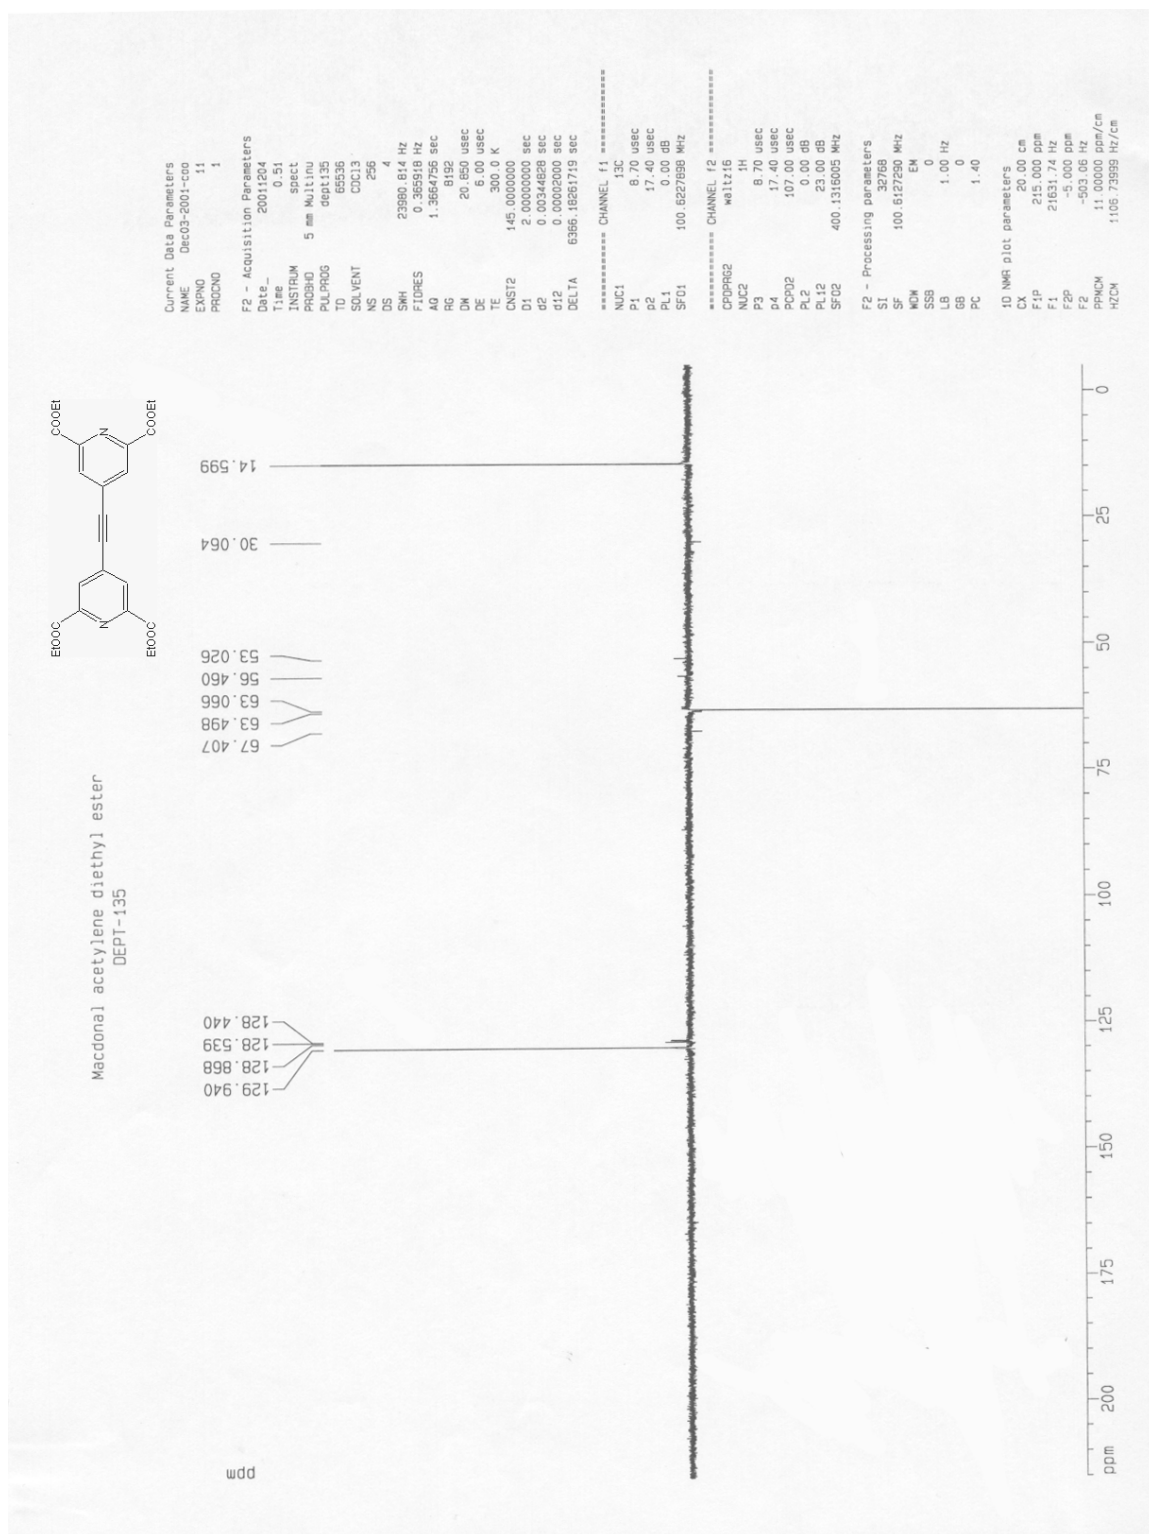 Macdonal acetylene diethyl ester
DEPT-135
EtOOC
EtOOC
N
COOEt
N
COOEt
ppm
129.940
128.868
128.539
128.440
67.407
63.498
63.066
56.460
53.026
30.064
14.599
ppm 200 175 150 125 100 75 50 25 0
Current Data Parameters
NAME Dec03-2001-coo
EXPNO 11
PROCNO 1
F2 - Acquisition Parameters
Date_ 20011204
Time 0.51
INSTRUM spect
PROBHD 5 mm Multinu
PULPROG dept135
TD 65536
SOLVENT CDCl3
NS 256
DS 4
SWH 23980.814 Hz
FIDRES 0.365918 Hz
AQ 1.3664756 sec
RG 8192
DW 20.850 usec
DE 6.00 usec
TE 300.0 K
CNST2 145.0000000
D1 2.00000000 sec
d2 0.00344828 sec
d12 0.00002000 sec
DELTA 6366.18261719 sec
======== CHANNEL f1 ========
NUC1 13C
P1 8.70 usec
p2 17.40 usec
PL1 0.00 dB
SFO1 100.6227898 MHz
======== CHANNEL f2 ========
CPDPRG2 waltz16
NUC2 1H
P3 8.70 usec
p4 17.40 usec
PCPD2 107.00 usec
PL2 0.00 dB
PL12 23.00 dB
SFO2 400.1316005 MHz
F2 - Processing parameters
SI 32768
SF 100.6127290 MHz
WDW EM
SSB 0
LB 1.00 Hz
GB 0
PC 1.40
1D NMR plot parameters
CX 20.00 cm
F1P 215.000 ppm
F1 21631.74 Hz
F2P -5.000 ppm
F2 -503.06 Hz
PPMCM 11.00000 ppm/cm
HZCM 1106.73999 Hz/cm